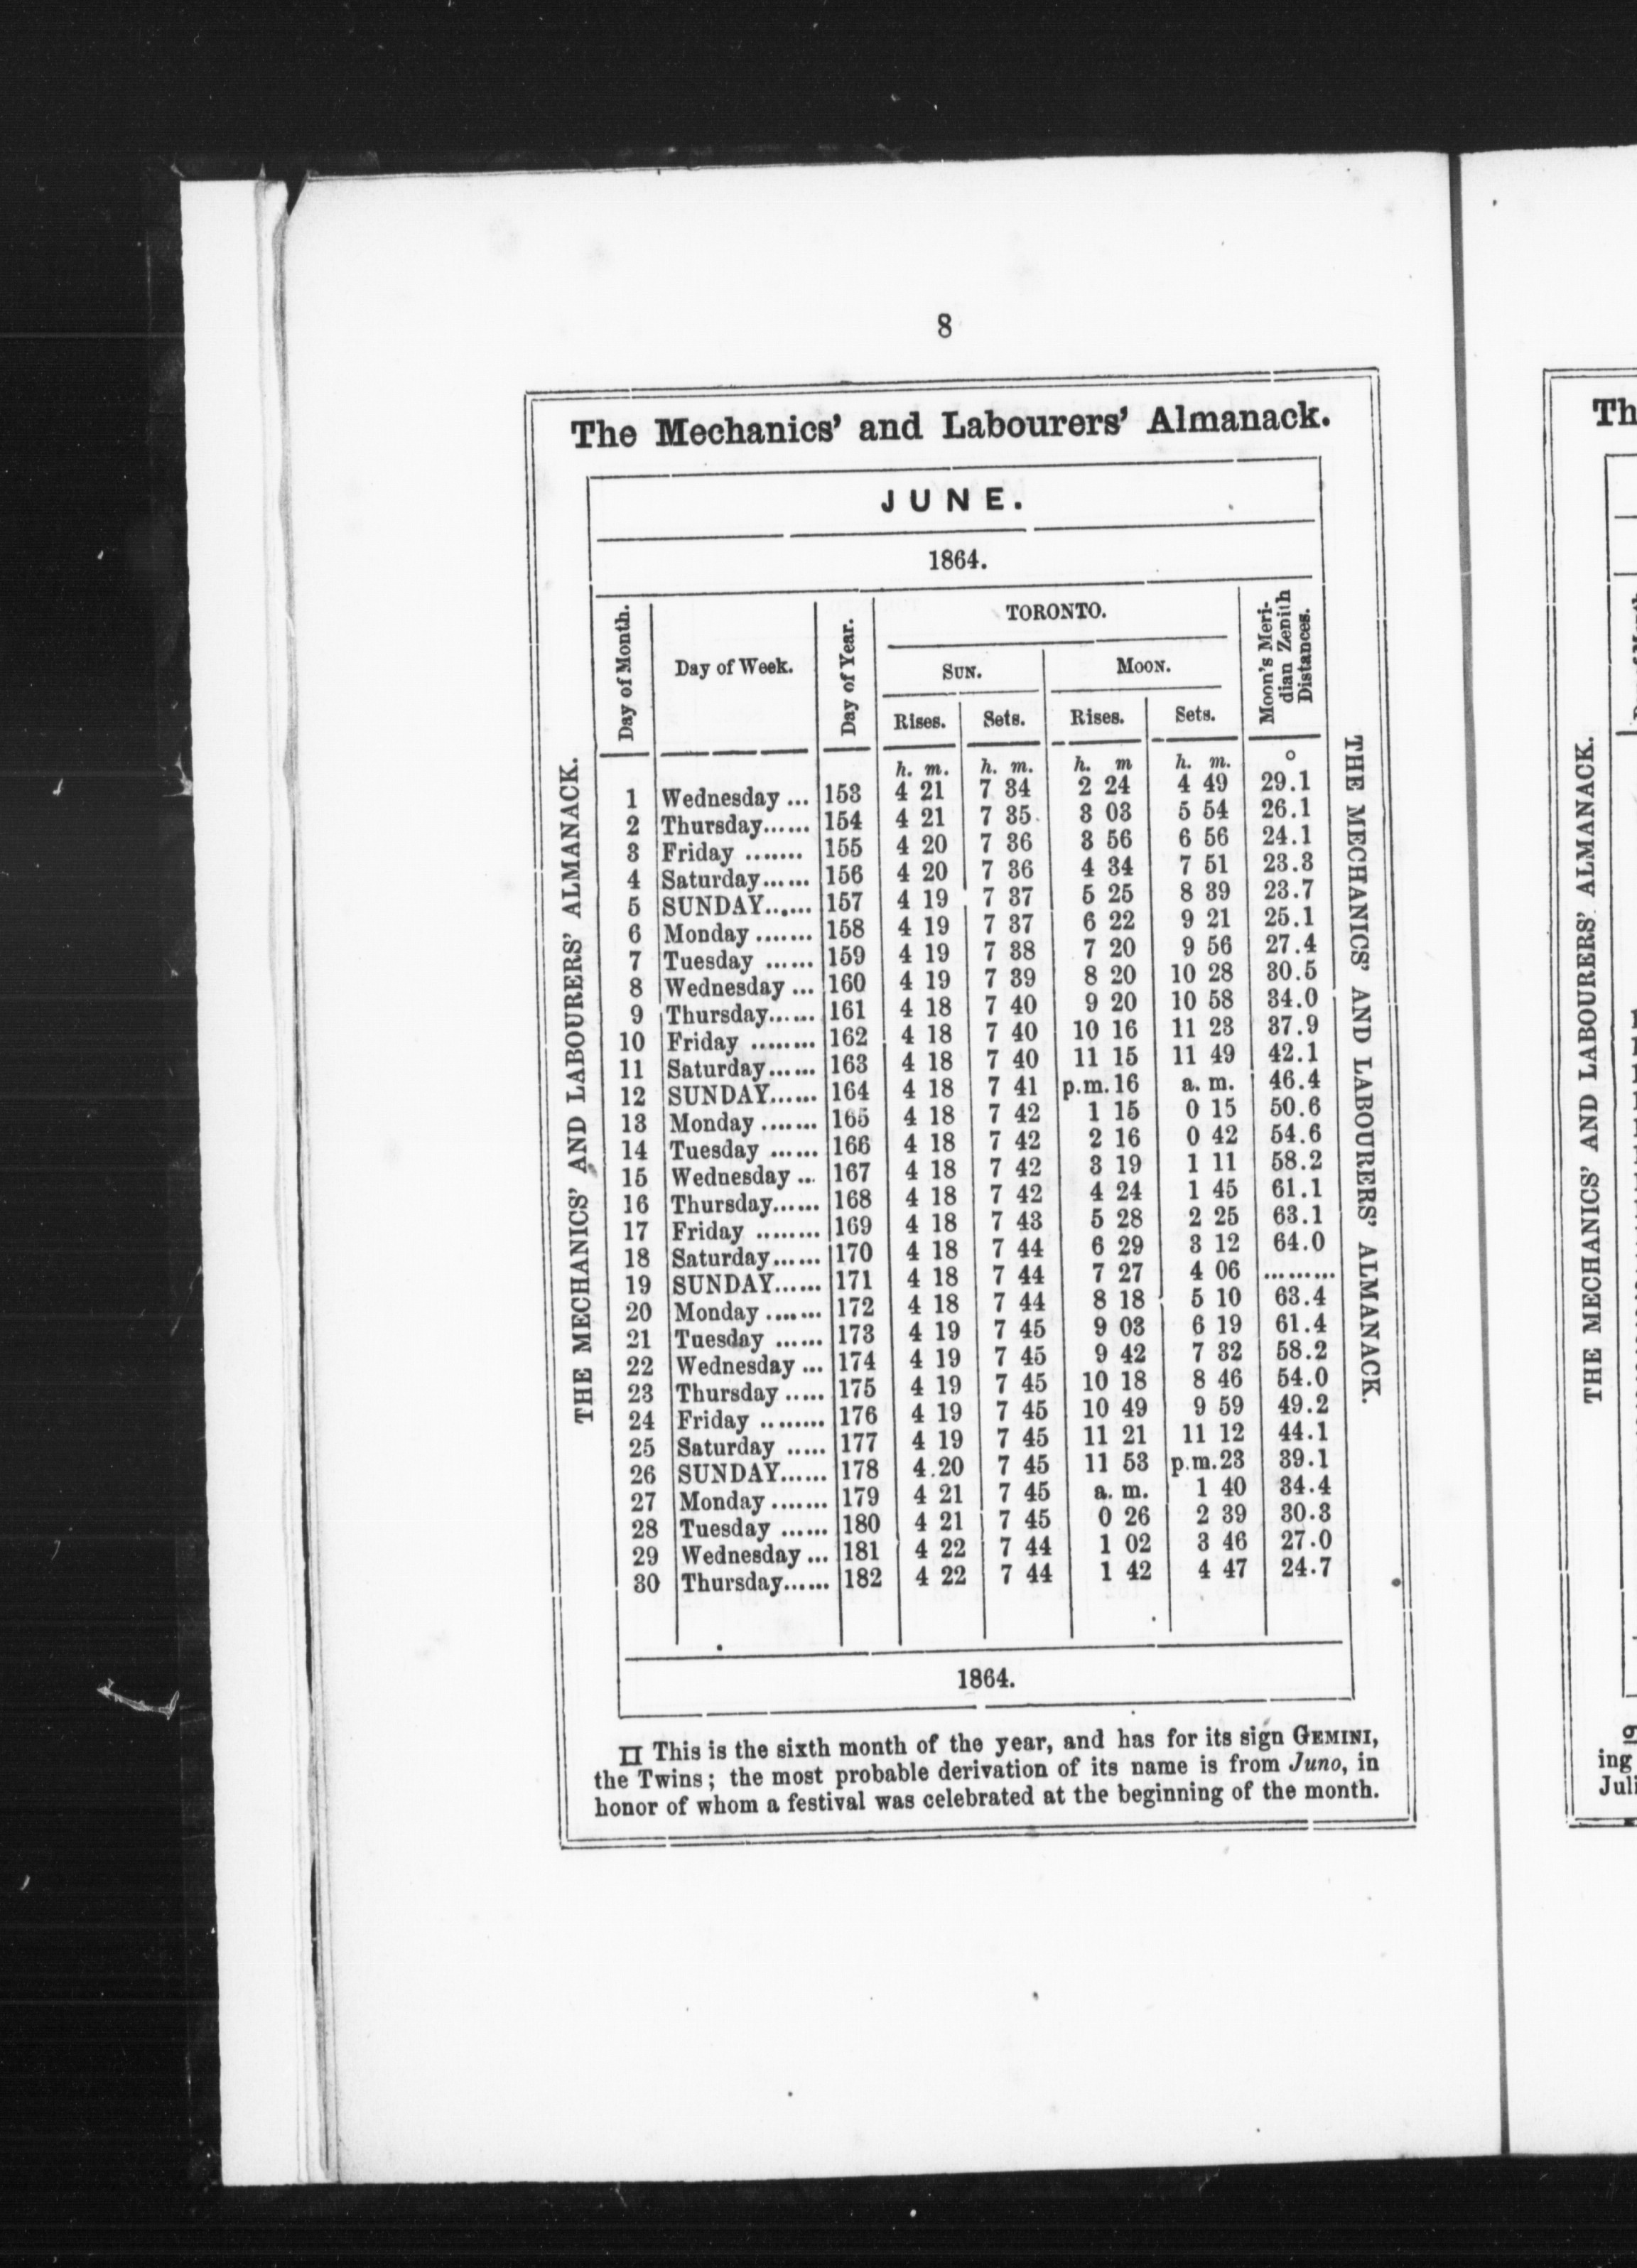 8
The Mechanics' and Labourers' Almanack.
JUNE.
1864.
Day of Month. Day of Week. Day of Year. TORONTO. Moon's Meridian Zenith Distances.
SUN. MOON.
Rises. Sets. Rises. Sets.
h. m. h. m. h. m h. m. o
1 Wednesday ... 153 4 21 7 34 2 24 4 49 29.1
2 Thursday...... 154 4 21 7 35 3 03 5 54 26.1
3 Friday ....... 155 4 20 7 36 3 56 6 56 24.1
4 Saturday...... 156 4 20 7 36 4 34 7 51 23.3
5 SUNDAY...... 157 4 19 7 37 5 25 8 39 23.7
6 Monday ....... 158 4 19 7 37 6 22 9 21 25.1
7 Tuesday ...... 159 4 19 7 38 7 20 9 56 27.4
8 Wednesday ... 160 4 19 7 39 8 20 10 28 30.5
9 Thursday...... 161 4 18 7 40 9 20 10 58 34.0
10 Friday ........ 162 4 18 7 40 10 16 11 23 37.9
11 Saturday...... 163 4 18 7 40 11 15 11 49 42.1
12 SUNDAY...... 164 4 18 7 41 p.m. 16 a. m. 46.4
13 Monday ....... 165 4 18 7 42 1 15 0 15 50.6
14 Tuesday ...... 166 4 18 7 42 2 16 0 42 54.6
15 Wednesday ... 167 4 18 7 42 3 19 1 11 58.2
16 Thursday...... 168 4 18 7 42 4 24 1 45 61.1
17 Friday ........ 169 4 18 7 43 5 28 2 25 63.1
18 Saturday...... 170 4 18 7 44 6 29 3 12 64.0
19 SUNDAY...... 171 4 18 7 44 7 27 4 06 .........
20 Monday ....... 172 4 18 7 44 8 18 5 10 63.4
21 Tuesday ...... 173 4 19 7 45 9 03 6 19 61.4
22 Wednesday ... 174 4 19 7 45 9 42 7 32 58.2
23 Thursday ..... 175 4 19 7 45 10 18 8 46 54.0
24 Friday ........ 176 4 19 7 45 10 49 9 59 49.2
25 Saturday ..... 177 4 19 7 45 11 21 11 12 44.1
26 SUNDAY...... 178 4.20 7 45 11 53 p.m.23 39.1
27 Monday ....... 179 4 21 7 45 a. m. 1 40 34.4
28 Tuesday ...... 180 4 21 7 45 0 26 2 39 30.3
29 Wednesday ... 181 4 22 7 44 1 02 3 46 27.0
30 Thursday...... 182 4 22 7 44 1 42 4 47 24.7
1864.
♊ This is the sixth month of the year, and has for its sign GEMINI,
the Twins; the most probable derivation of its name is from Juno, in
honor of whom a festival was celebrated at the beginning of the month.
THE MECHANICS' AND LABOURERS' ALMANACK.
THE MECHANICS' AND LABOURERS' ALMANACK.
Th
THE MECHANICS' AND LABOURERS' ALMANACK.
ing
Juli